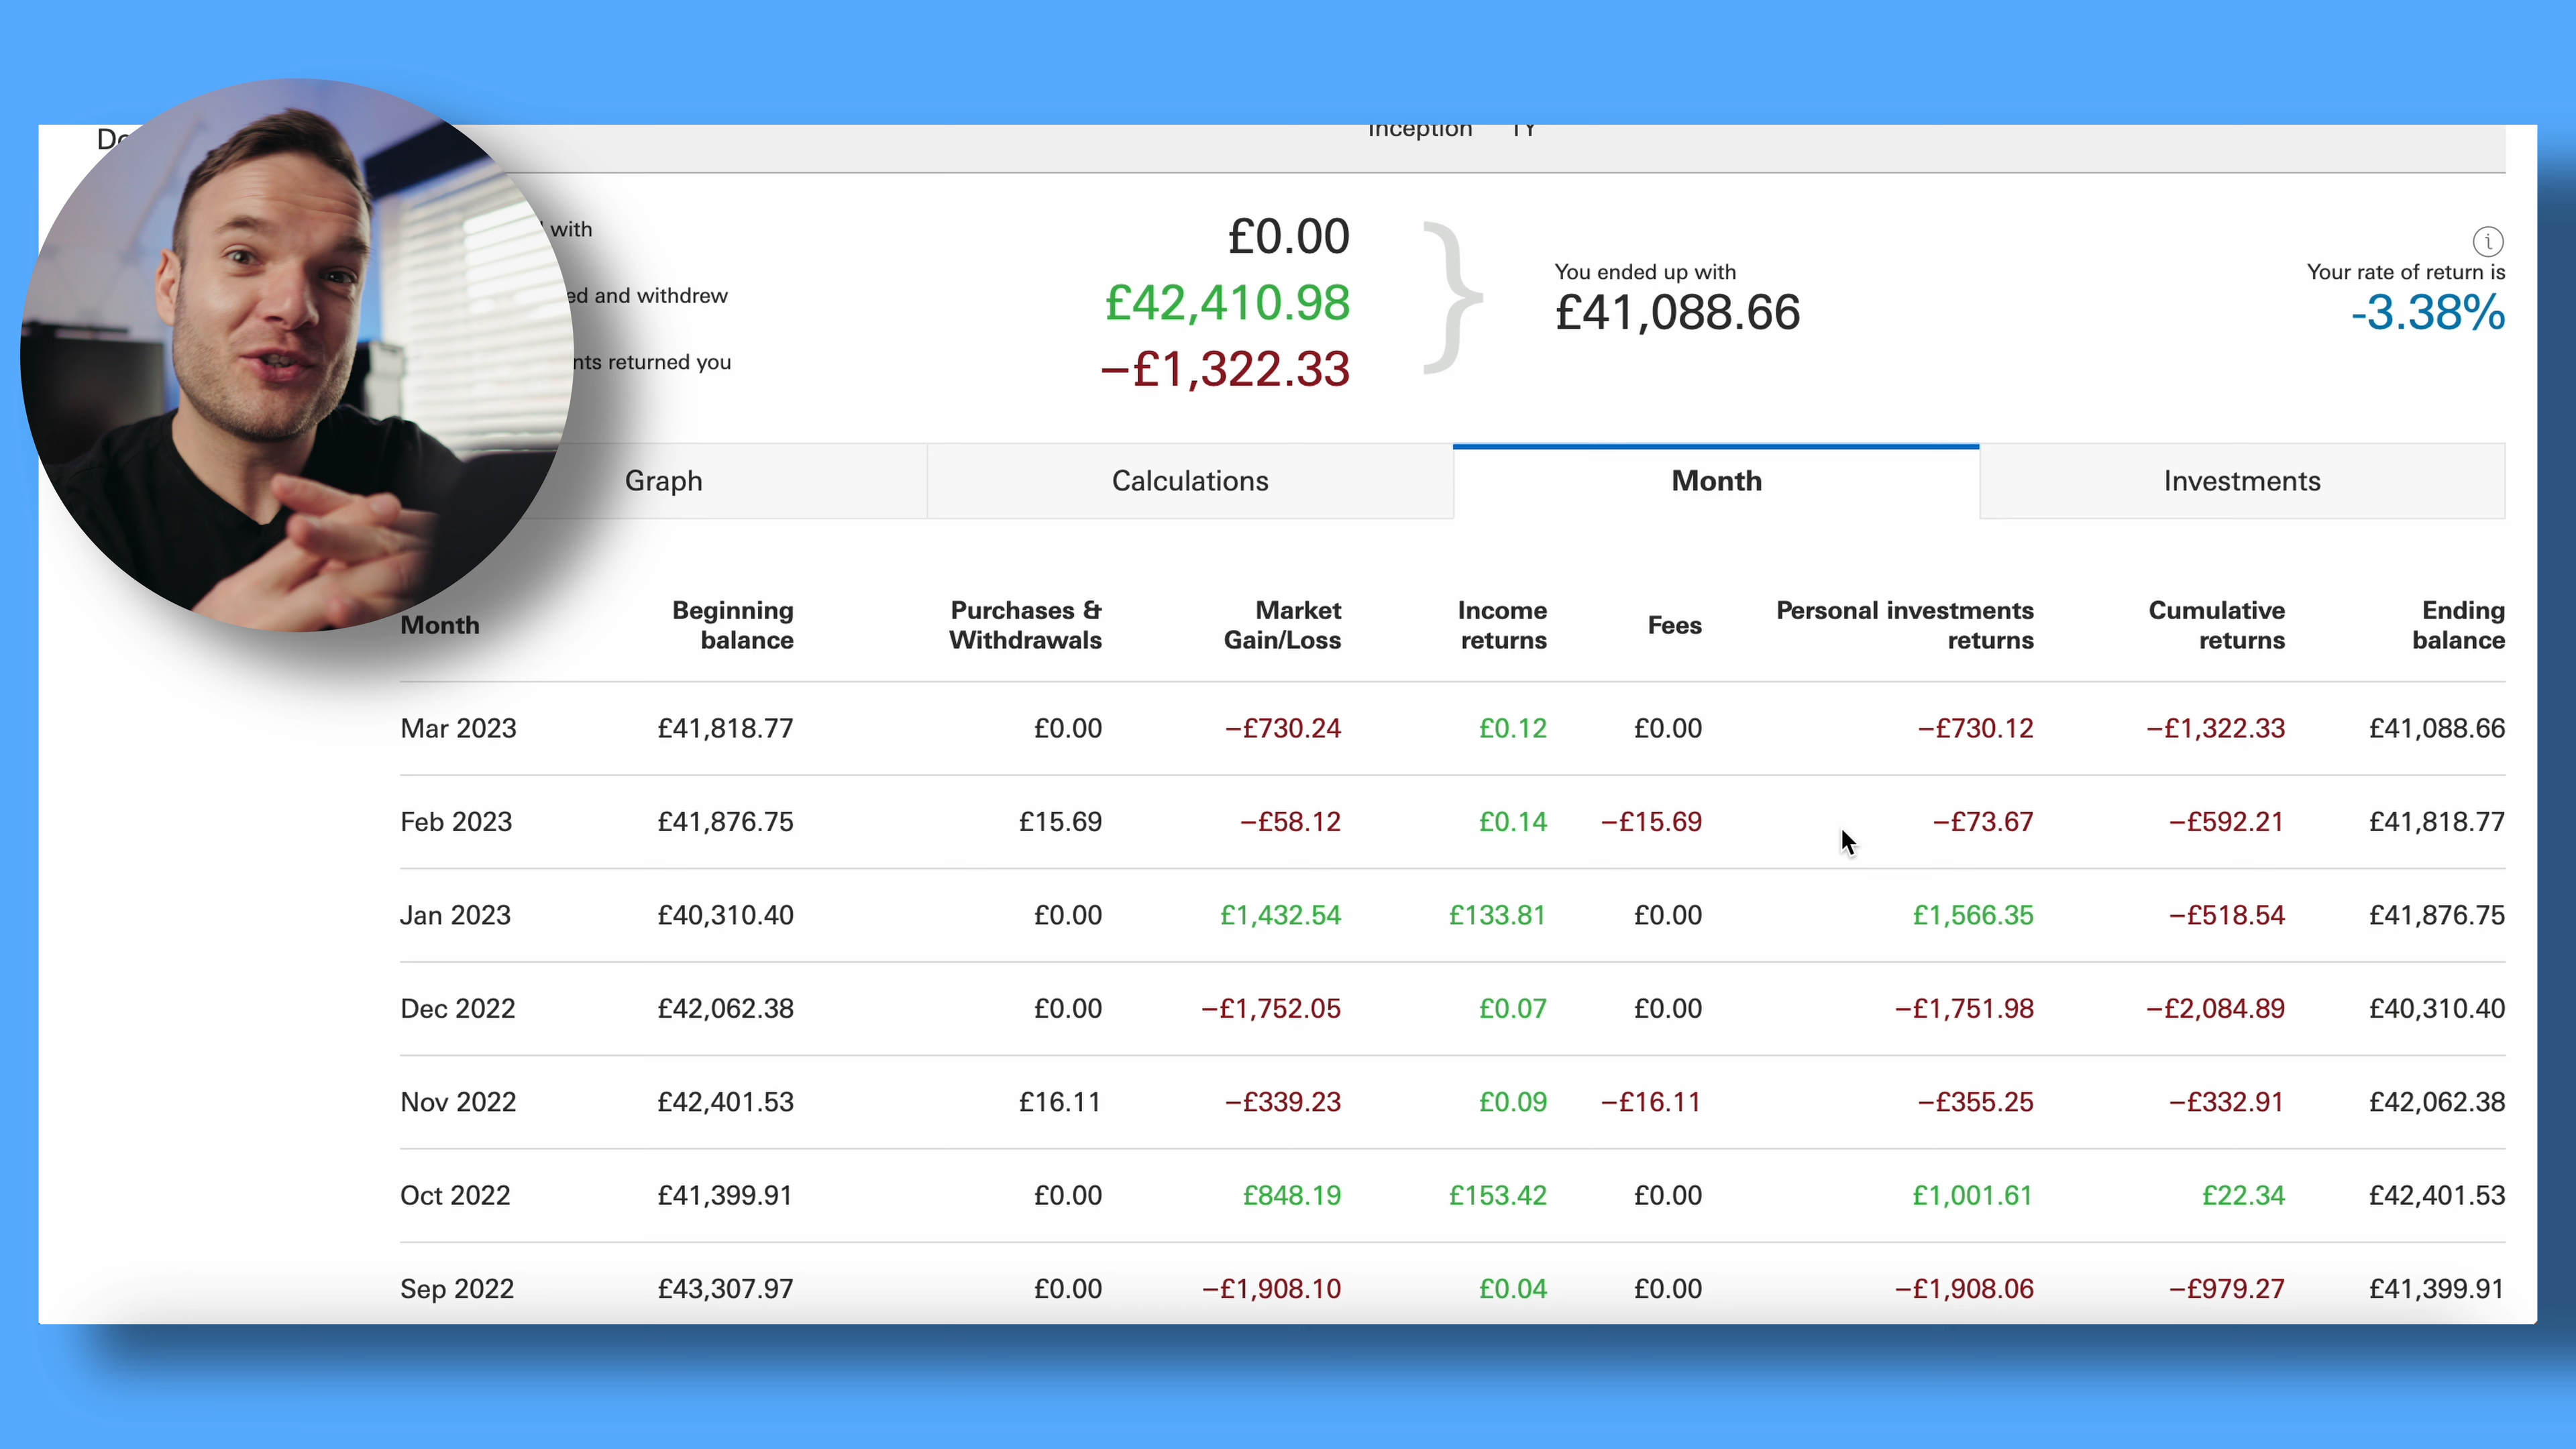 Inception 1Y
with £0.00
and withdrew £42,410.98
returned you −£1,322.33
You ended up with
£41,088.66
Your rate of return is
-3.38%
Graph Calculations Month Investments
Month Beginning balance Purchases & Withdrawals Market Gain/Loss Income returns Fees Personal investments returns Cumulative returns Ending balance
Mar 2023 £41,818.77 £0.00 −£730.24 £0.12 £0.00 −£730.12 −£1,322.33 £41,088.66
Feb 2023 £41,876.75 £15.69 −£58.12 £0.14 −£15.69 −£73.67 −£592.21 £41,818.77
Jan 2023 £40,310.40 £0.00 £1,432.54 £133.81 £0.00 £1,566.35 −£518.54 £41,876.75
Dec 2022 £42,062.38 £0.00 −£1,752.05 £0.07 £0.00 −£1,751.98 −£2,084.89 £40,310.40
Nov 2022 £42,401.53 £16.11 −£339.23 £0.09 −£16.11 −£355.25 −£332.91 £42,062.38
Oct 2022 £41,399.91 £0.00 £848.19 £153.42 £0.00 £1,001.61 £22.34 £42,401.53
Sep 2022 £43,307.97 £0.00 −£1,908.10 £0.04 £0.00 −£1,908.06 −£979.27 £41,399.91